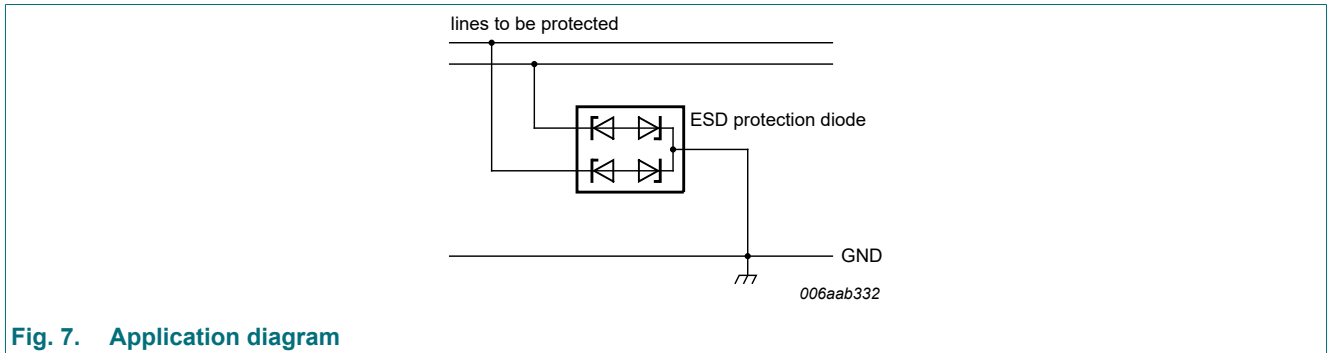 lines to be protected
ESD protection diode
GND
006aab332
Fig. 7. Application diagram